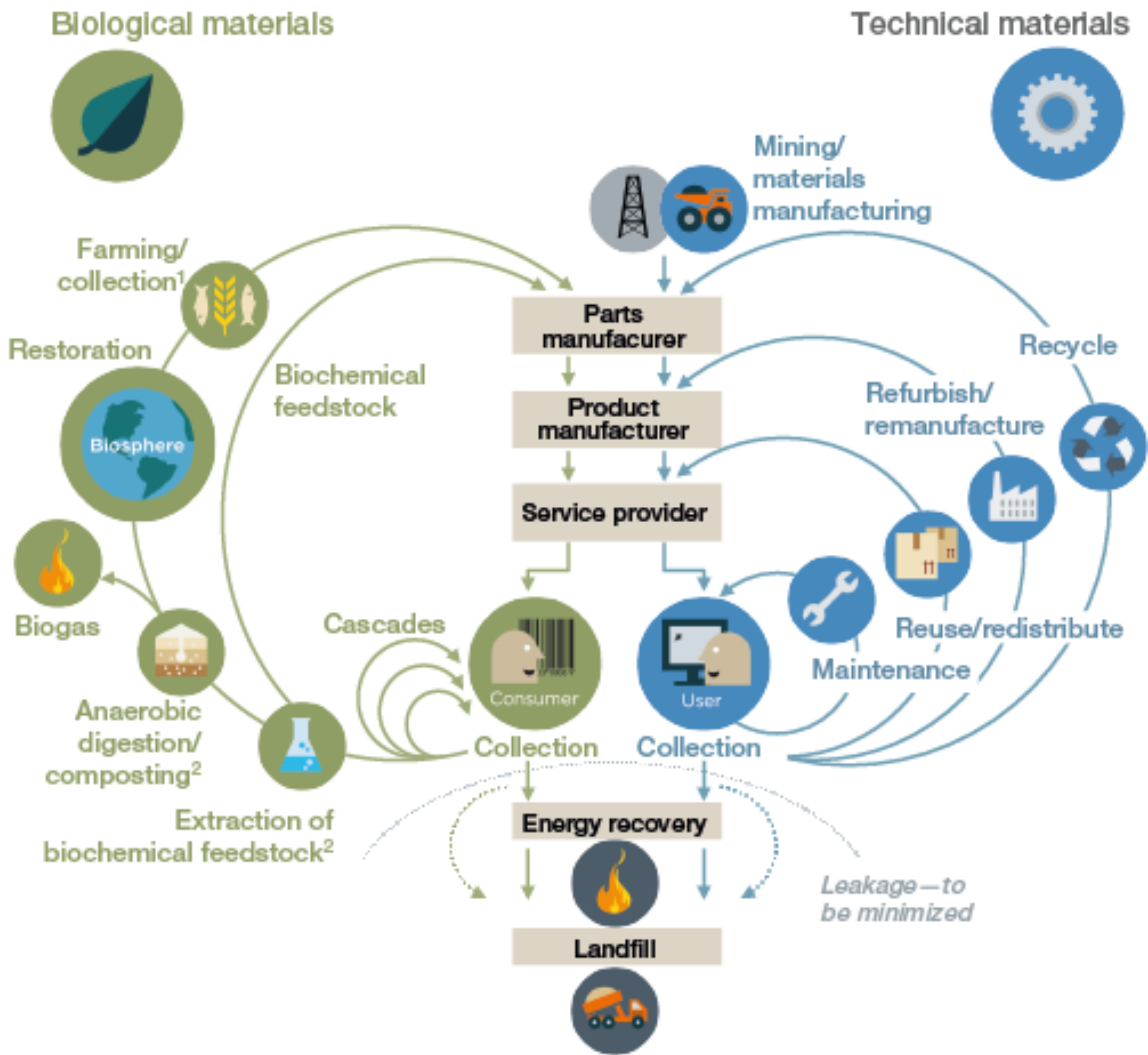 Biological materials
Technical materials
Mining/
materials
manufacturing
Farming/
collection¹
Restoration
Biosphere
Biochemical
feedstock
Parts
manufacurer
Product
manufacturer
Service provider
Recycle
Refurbish/
remanufacture
Biogas
Cascades
Consumer
User
Reuse/redistribute
Maintenance
Anaerobic
digestion/
composting²
Collection
Collection
Extraction of
biochemical feedstock²
Energy recovery
Leakage—to
be minimized
Landfill